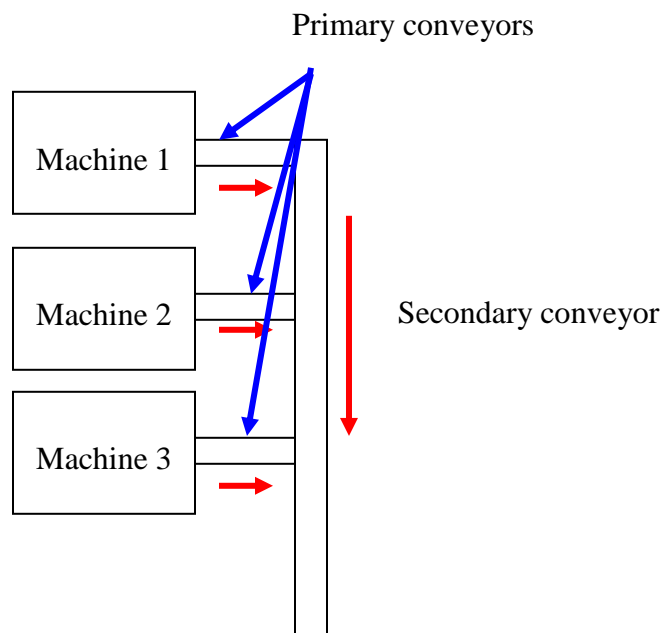 Primary conveyors
Machine 1
Machine 2
Secondary conveyor
Machine 3